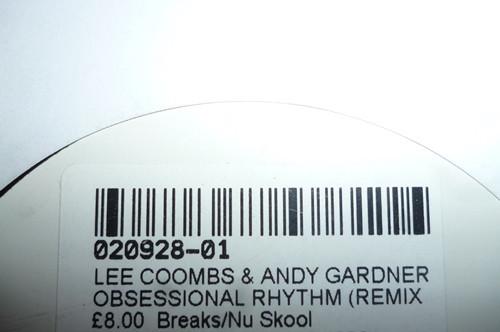 020928-01
LEE COOMBS & ANDY GARDNER
OBSESSIONAL RHYTHM (REMIX
£8.00 Breaks/Nu Skool